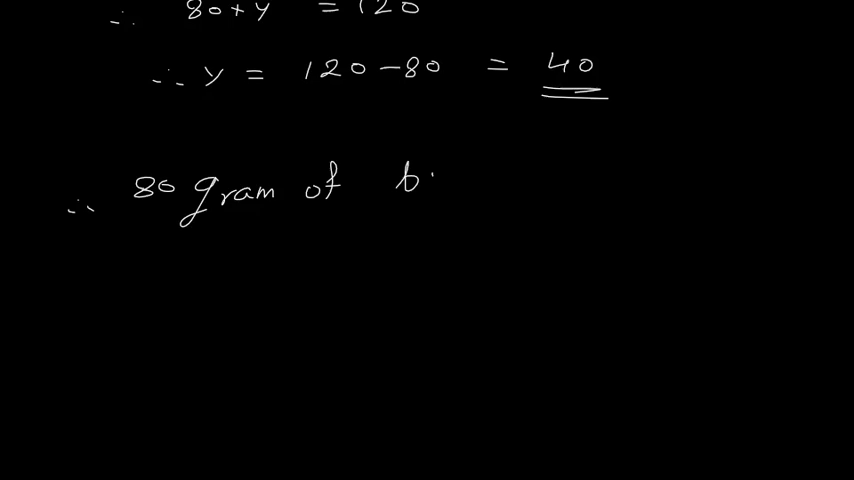 ∴ 80 + y = 120
∴ y = 120 - 80 = 40
∴ 80 gram of b